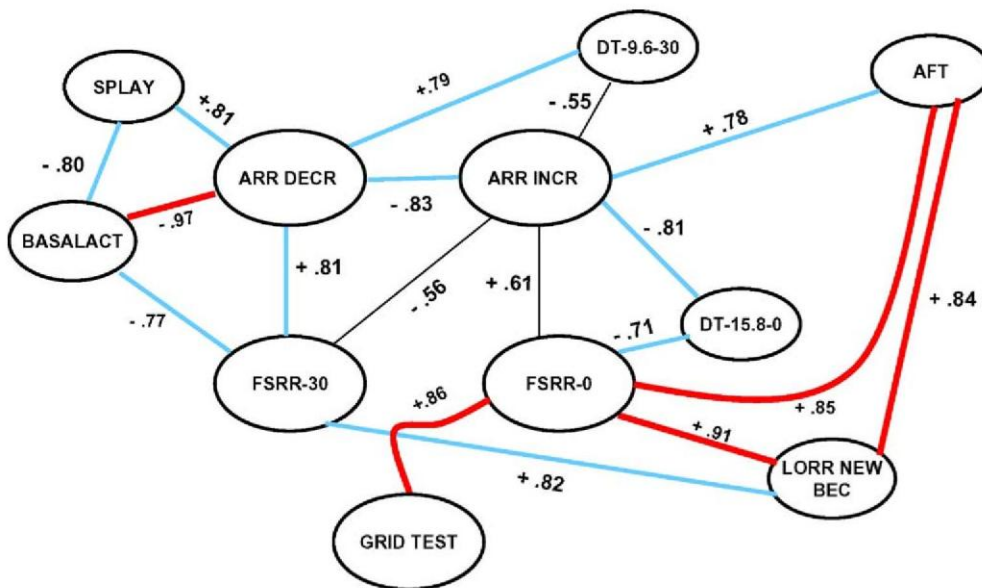 DT-9.6-30
AFT
SPLAY
+.81
+.79
- .55
+ .78
- .80
ARR DECR
ARR INCR
- .83
- .97
BASALACT
- .81
+ .81
- .56
+ .61
+ .84
- .77
- .71
DT-15.8-0
FSRR-30
+.86
FSRR-0
+ .85
+.91
LORR NEW
BEC
+ .82
GRID TEST